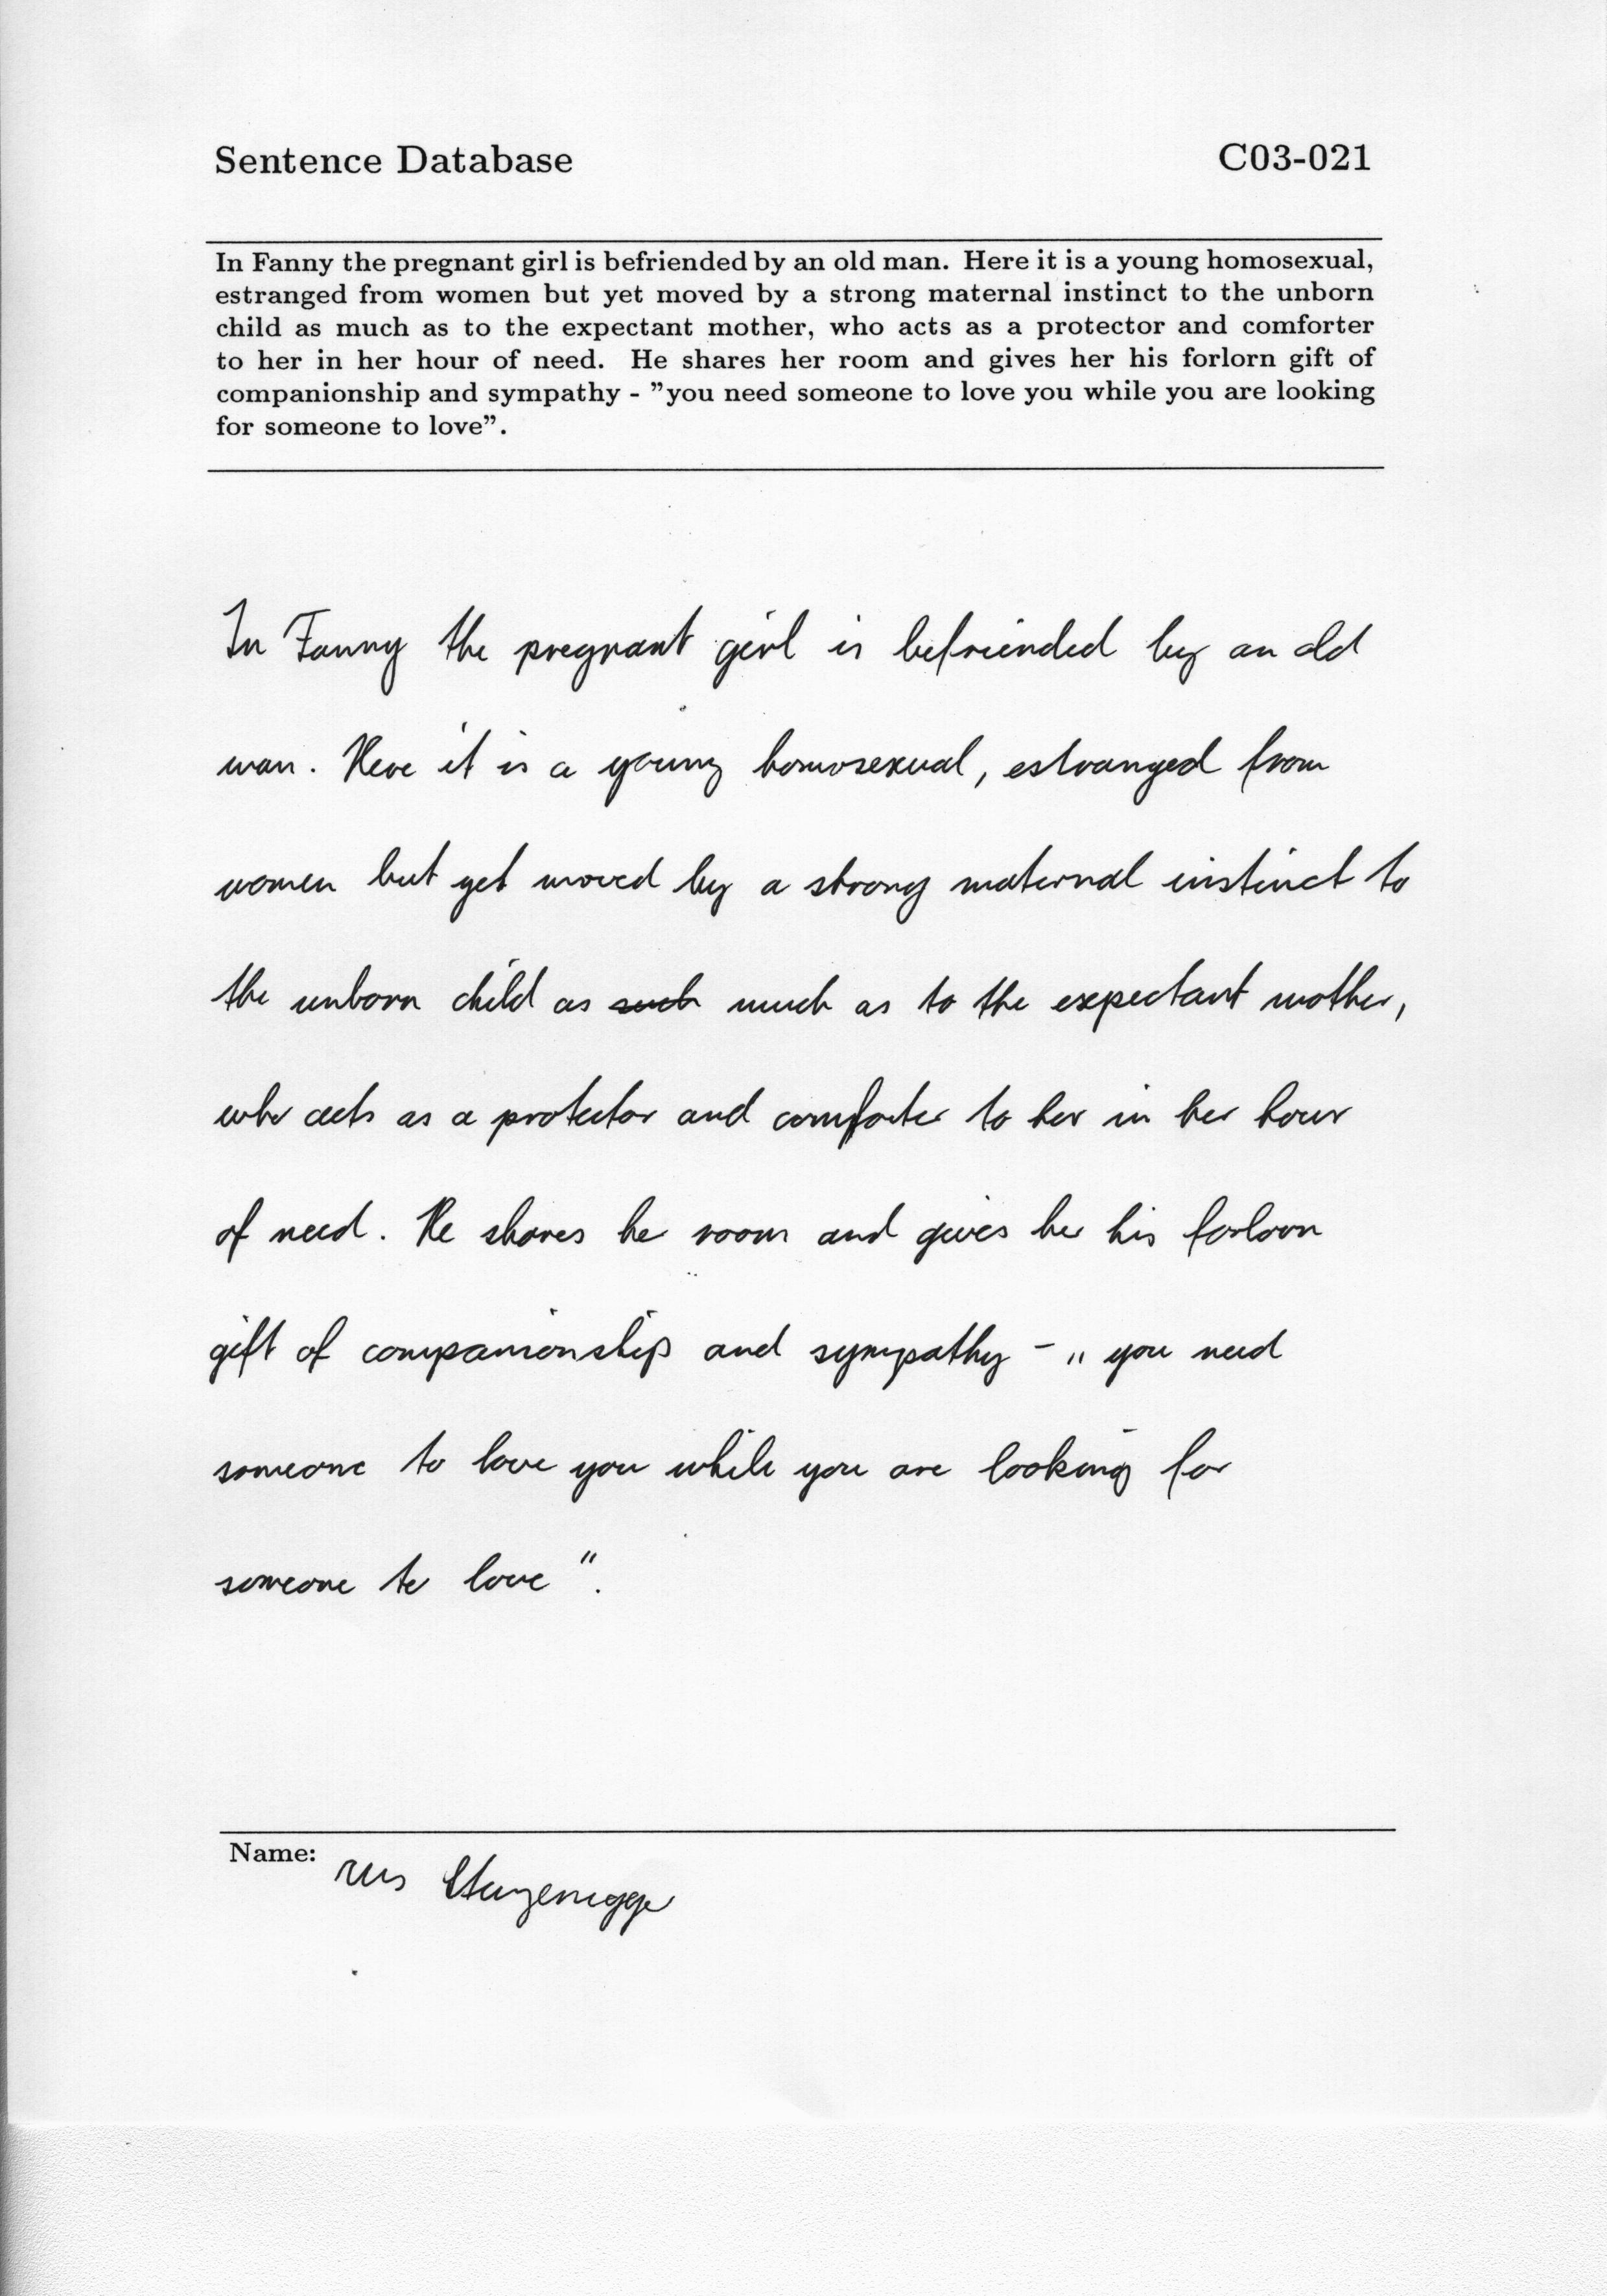 Sentence Database C03-021
In Fanny the pregnant girl is befriended by an old man. Here it is a young homosexual,
estranged from women but yet moved by a strong maternal instinct to the unborn
child as much as to the expectant mother, who acts as a protector and comforter
to her in her hour of need. He shares her room and gives her his forlorn gift of
companionship and sympathy - "you need someone to love you while you are looking
for someone to love".
In Fanny the pregnant girl is befriended by an old
man. Here it is a young homosexual, estranged from
women but yet moved by a strong maternal instinct to
the unborn child as such much as to the expectant mother,
who acts as a protector and comforter to her in her hour
of need. He shares he room and gives her his forloorn
gift of companionship and sympathy - „you need
someone to love you while you are looking for
someone to love".
Name: